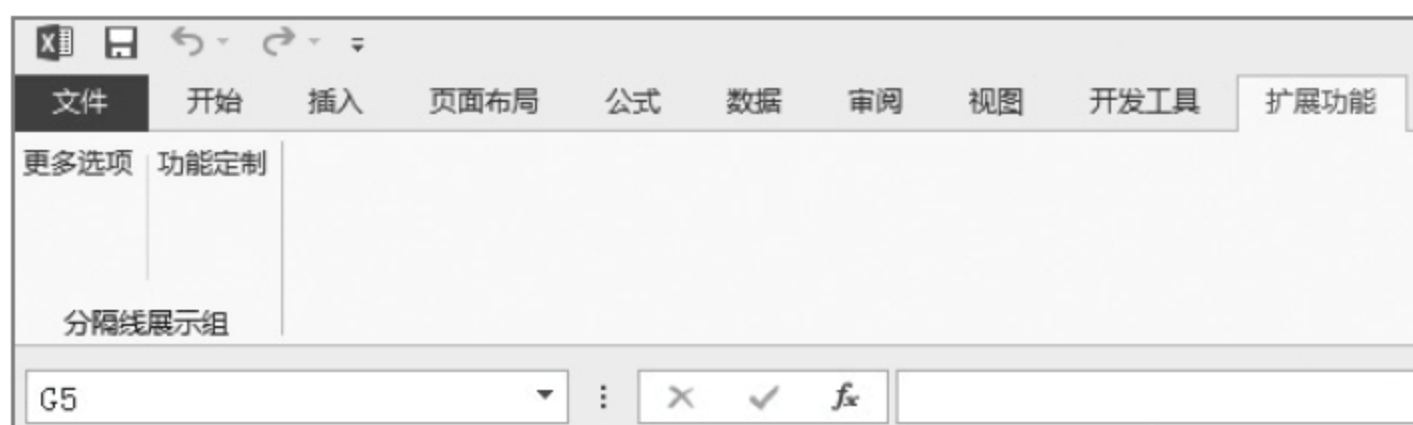 文件 开始 插入 页面布局 公式 数据 审阅 视图 开发工具 扩展功能
更多选项 功能定制
分隔线展示组
G5 fx